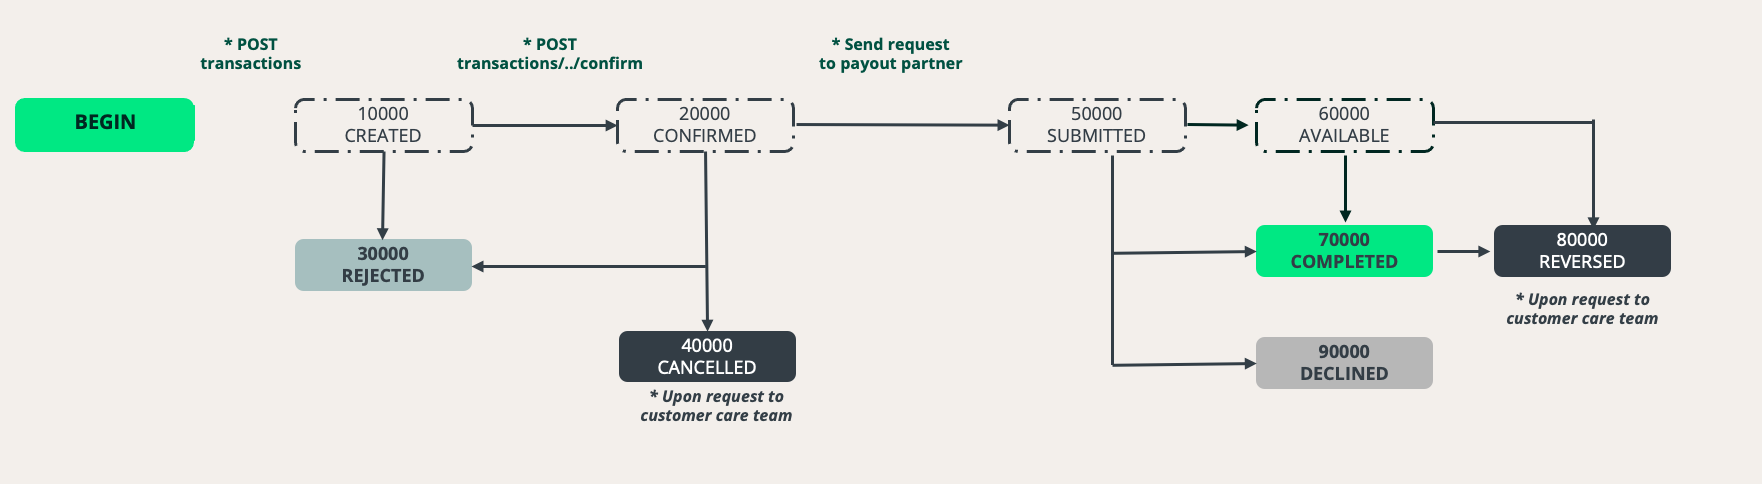 * POST
transactions
* POST
transactions/../confirm
* Send request
to payout partner
BEGIN
10000
CREATED
20000
CONFIRMED
50000
SUBMITTED
60000
AVAILABLE
30000
REJECTED
70000
COMPLETED
80000
REVERSED
* Upon request to
customer care team
40000
CANCELLED
* Upon request to
customer care team
90000
DECLINED